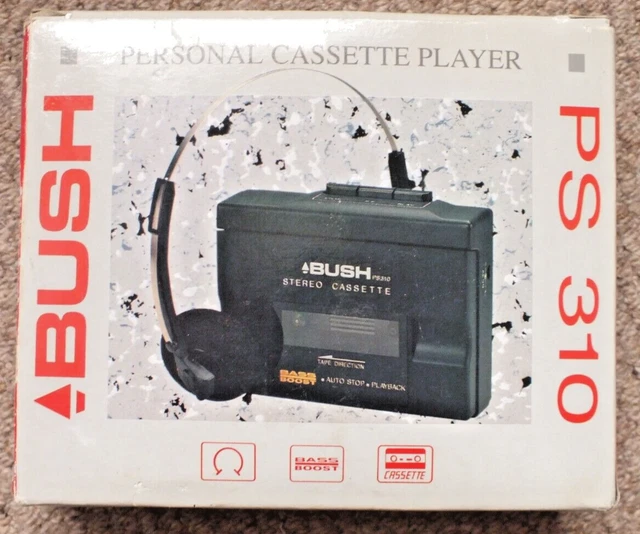 PERSONAL CASSETTE PLAYER
BUSH
PS 310
BUSH PS310
STEREO CASSETTE
TAPE DIRECTION
BASS
BOOST
• AUTO STOP • PLAYBACK
BASS
BOOST
CASSETTE